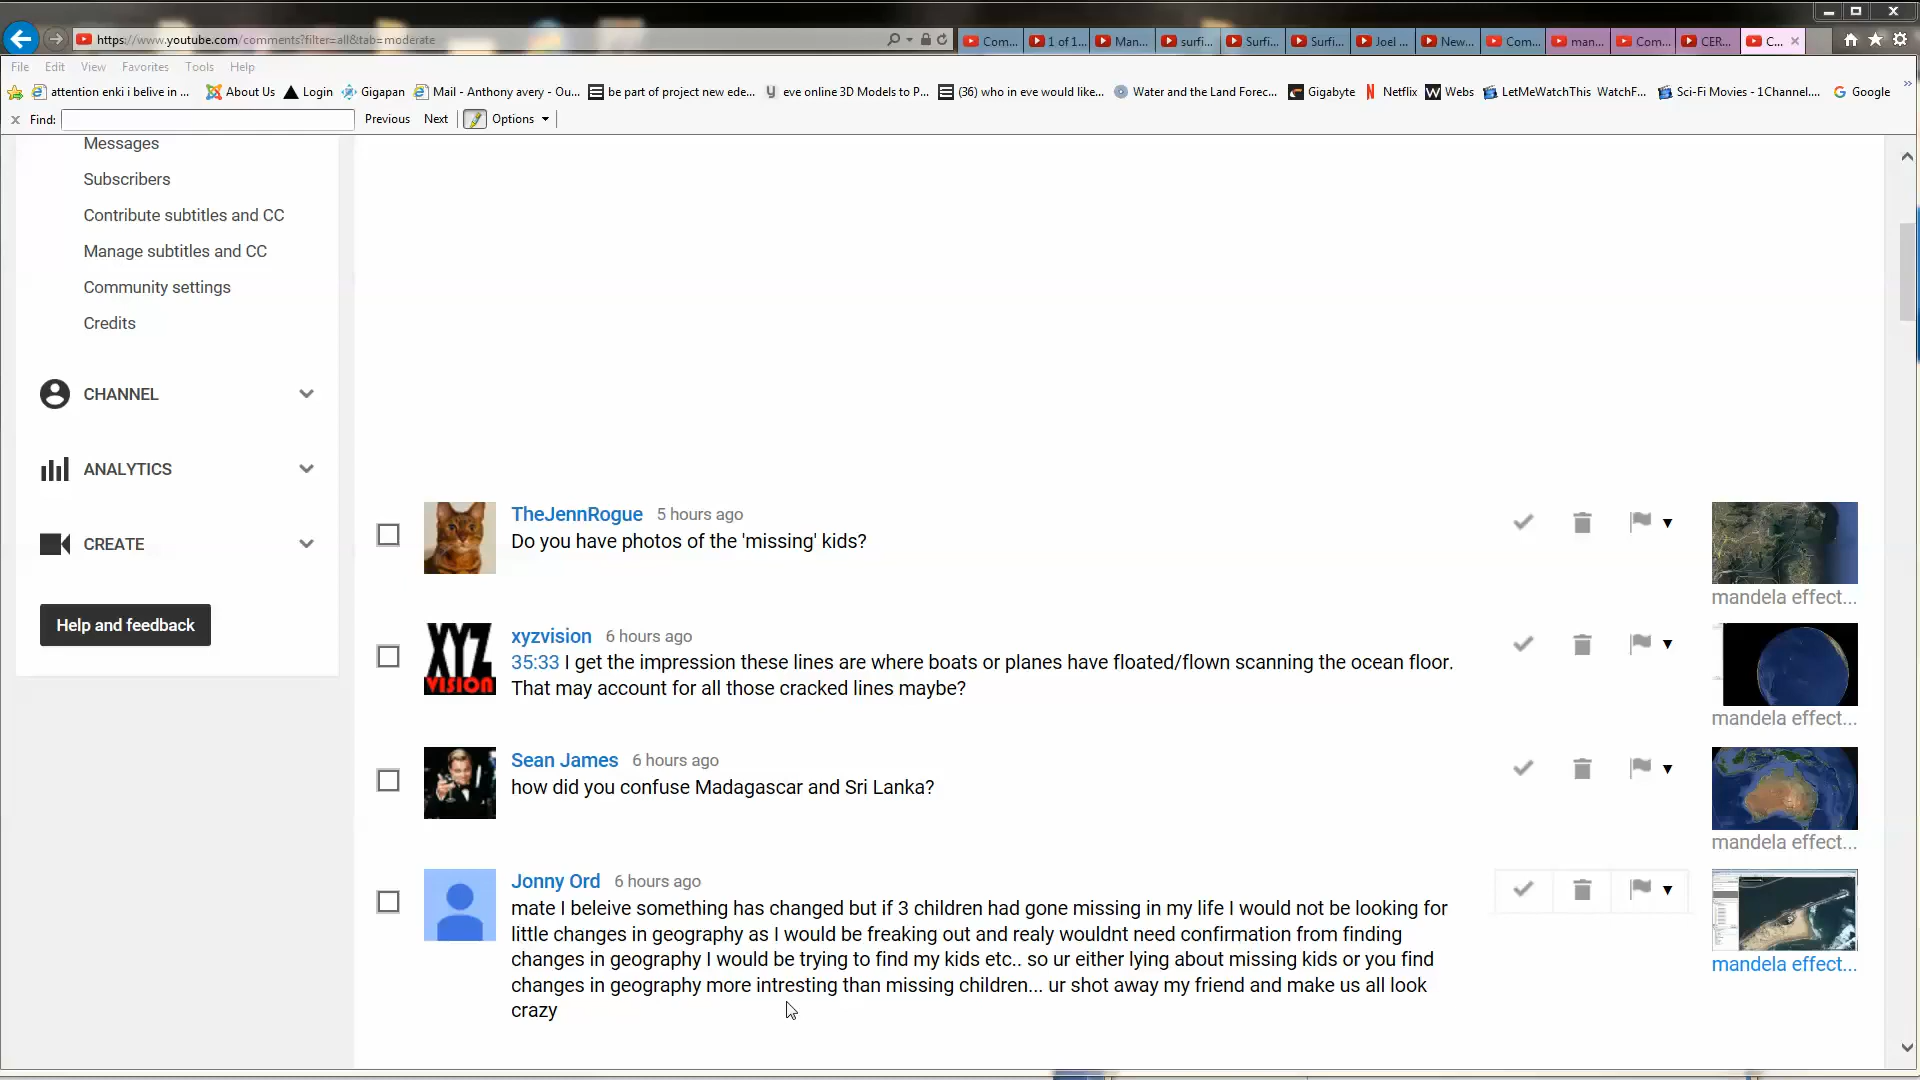 https://www.youtube.com/comments?filter=all&tab=moderate
Com...
1 of 1...
Man...
surfi...
Surfi...
Surfi...
Joel ...
New...
Com...
man...
Com...
CER...
C...
File Edit View Favorites Tools Help
attention enki i belive in ...
About Us
Login
Gigapan
Mail - Anthony avery - Ou...
be part of project new ede...
eve online 3D Models to P...
(36) who in eve would like...
Water and the Land Forec...
Gigabyte
Netflix
Webs
LetMeWatchThis WatchF...
Sci-Fi Movies - 1Channel....
Google
Find:
Previous
Next
Options
Messages
Subscribers
Contribute subtitles and CC
Manage subtitles and CC
Community settings
Credits
CHANNEL
ANALYTICS
CREATE
Help and feedback
TheJennRogue 5 hours ago
Do you have photos of the 'missing' kids?
mandela effect...
XYZ
VISION
xyzvision 6 hours ago
35:33 I get the impression these lines are where boats or planes have floated/flown scanning the ocean floor.
That may account for all those cracked lines maybe?
mandela effect...
Sean James 6 hours ago
how did you confuse Madagascar and Sri Lanka?
mandela effect...
Jonny Ord 6 hours ago
mate I beleive something has changed but if 3 children had gone missing in my life I would not be looking for
little changes in geography as I would be freaking out and realy wouldnt need confirmation from finding
changes in geography I would be trying to find my kids etc.. so ur either lying about missing kids or you find
changes in geography more intresting than missing children... ur shot away my friend and make us all look
crazy
mandela effect...